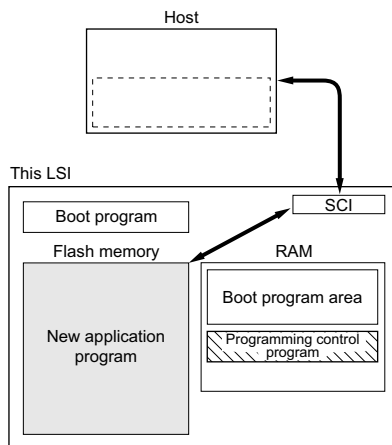 Host
This LSI
SCI
Boot program
Flash memory
RAM
Boot program area
New application
program
Programming control
program